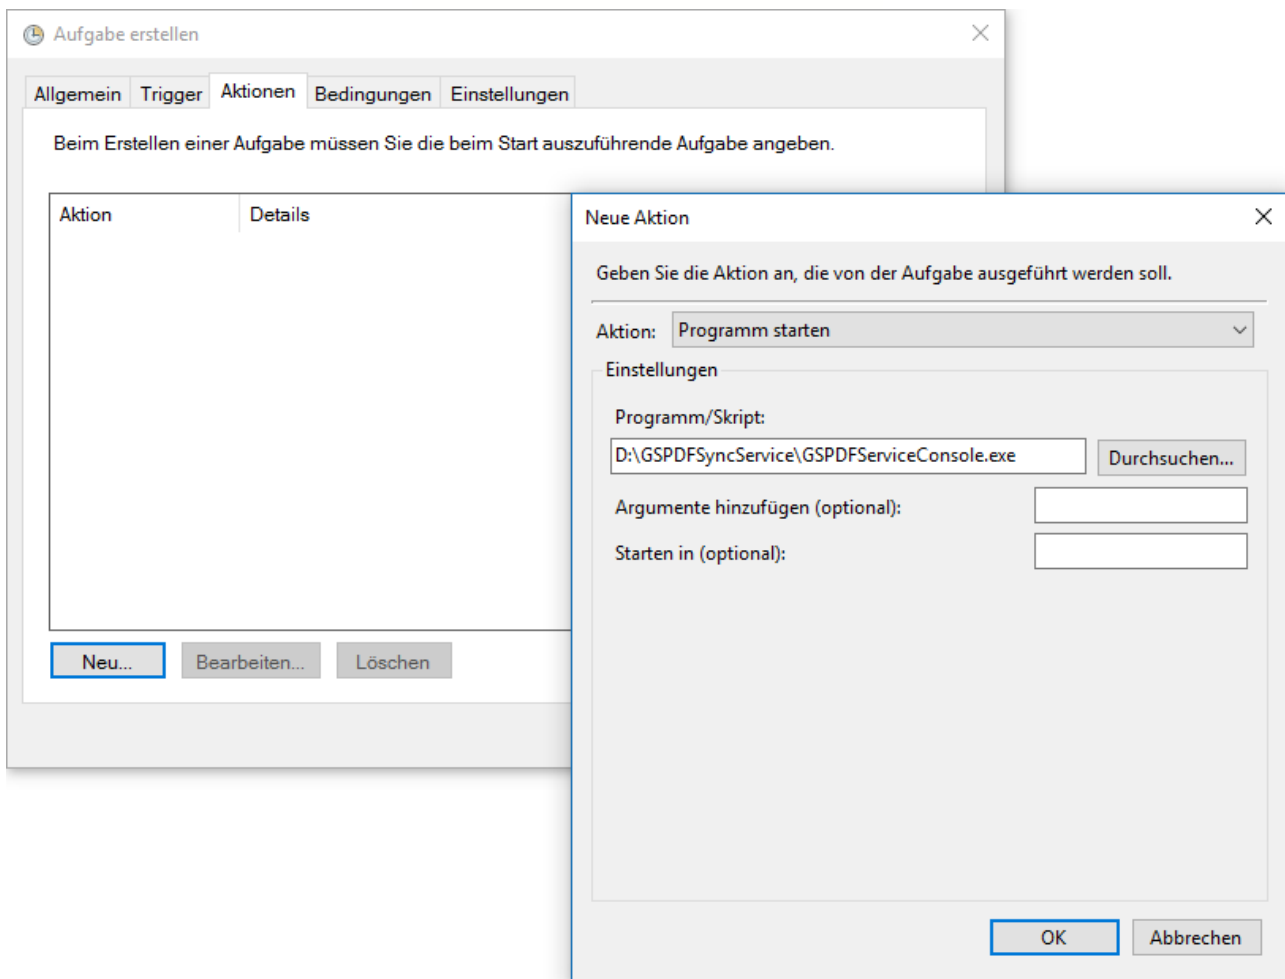 Aufgabe erstellen
Allgemein Trigger Aktionen Bedingungen Einstellungen
Beim Erstellen einer Aufgabe müssen Sie die beim Start auszuführende Aufgabe angeben.
Aktion Details
Neu... Bearbeiten... Löschen
Neue Aktion
Geben Sie die Aktion an, die von der Aufgabe ausgeführt werden soll.
Aktion: Programm starten
Einstellungen
Programm/Skript:
D:\GSPDFSyncService\GSPDFServiceConsole.exe Durchsuchen...
Argumente hinzufügen (optional):
Starten in (optional):
OK Abbrechen